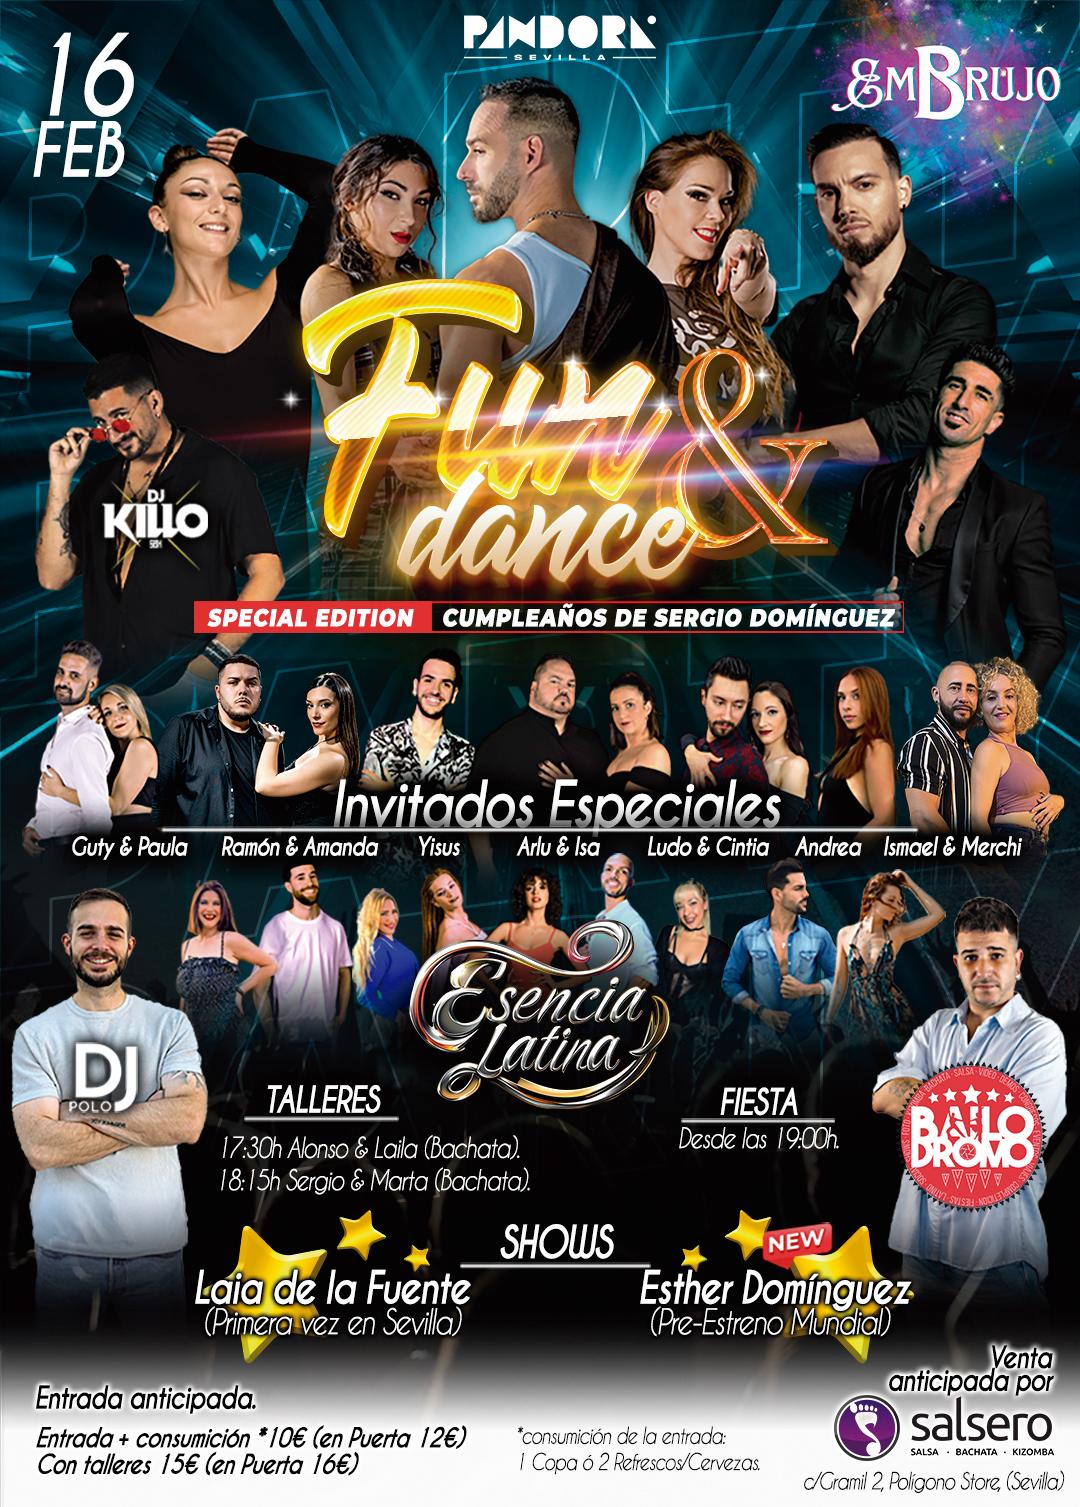 16
FEB
PANDORA
SEVILLA
EMBRUJO
DJ
KILLO
Fun &
dance
SPECIAL EDITION CUMPLEAÑOS DE SERGIO DOMÍNGUEZ
Invitados Especiales
Guty & Paula Ramón & Amanda Yisus Arlu & Isa Ludo & Cintia Andrea Ismael & Merchi
Esencia
Latina
DJ
POLO
TALLERES
17:30h Alonso & Laila (Bachata).
18:15h Sergio & Marta (Bachata).
FIESTA
Desde las 19:00h.
BAILO
DROMO
SHOWS
Laia de la Fuente
(Primera vez en Sevilla)
NEW
Esther Domínguez
(Pre-Estreno Mundial)
Entrada anticipada.
Entrada + consumición *10€ (en Puerta 12€)
Con talleres 15€ (en Puerta 16€)
*consumición de la entrada:
1 Copa ó 2 Refrescos/Cervezas.
Venta
anticipada por
salsero
SALSA · BACHATA · KIZOMBA
c/Gramil 2, Poligono Store, (Sevilla)